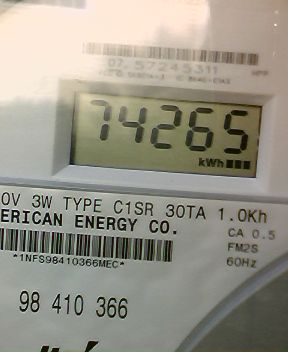 07 57245311
74265
kWh
0V 3W TYPE C1SR 30TA 1.0Kh
ERICAN ENERGY CO.
CA 0.5
FM2S
*1NFS98410366MEC*
60Hz
98 410 366